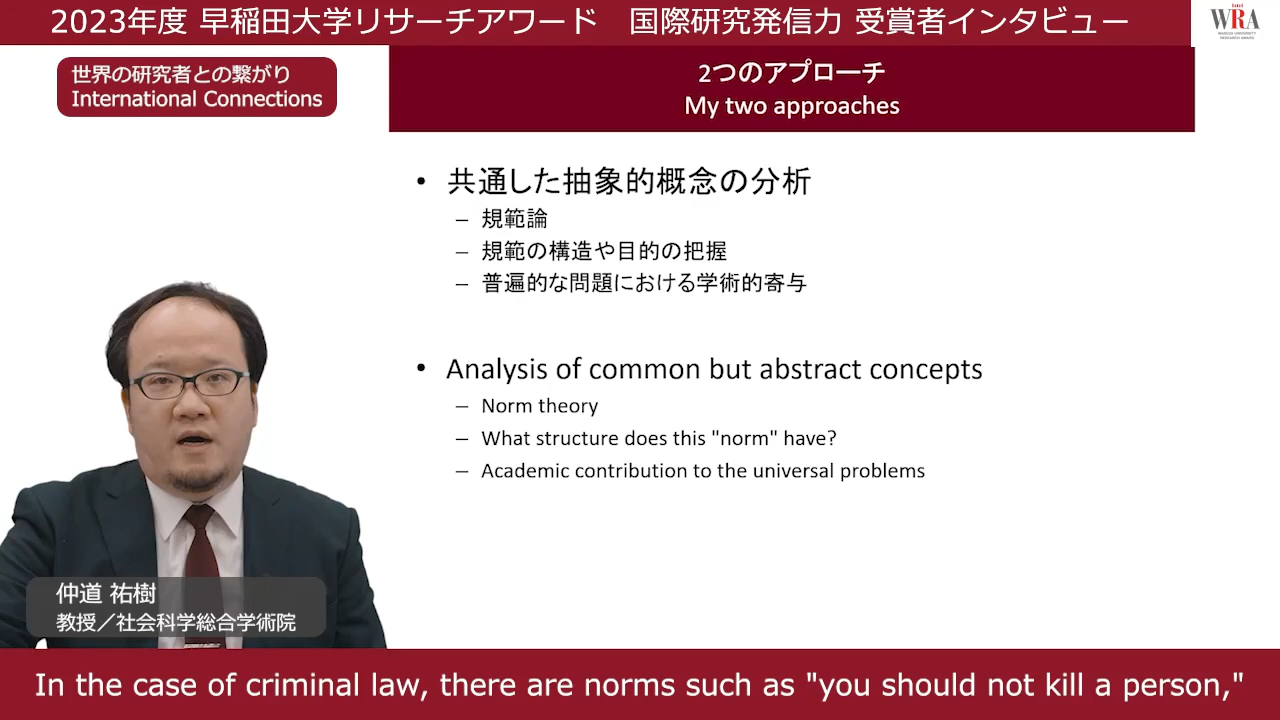 2023年度 早稲田大学リサーチアワード 国際研究発信力 受賞者インタビュー
WRA
世界の研究者との繋がり
International Connections
2つのアプローチ
My two approaches
• 共通した抽象的概念の分析
– 規範論
– 規範の構造や目的の把握
– 普遍的な問題における学術的寄与
• Analysis of common but abstract concepts
– Norm theory
– What structure does this "norm" have?
– Academic contribution to the universal problems
仲道 祐樹
教授／社会科学総合学術院
In the case of criminal law, there are norms such as "you should not kill a person,"